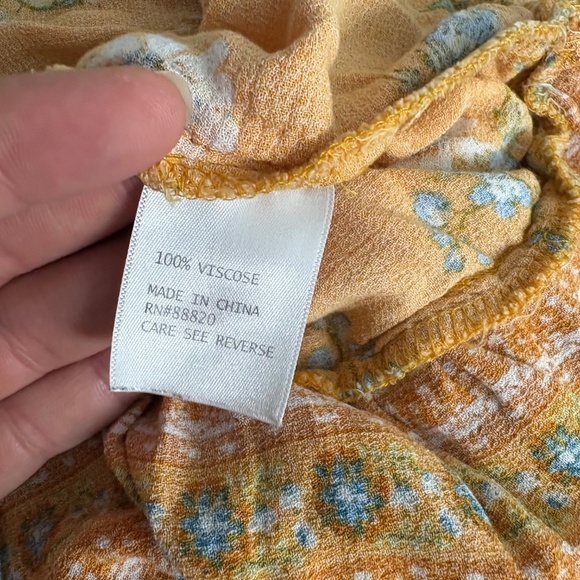 100% VISCOSE
MADE IN CHINA
RN#88820
CARE SEE REVERSE